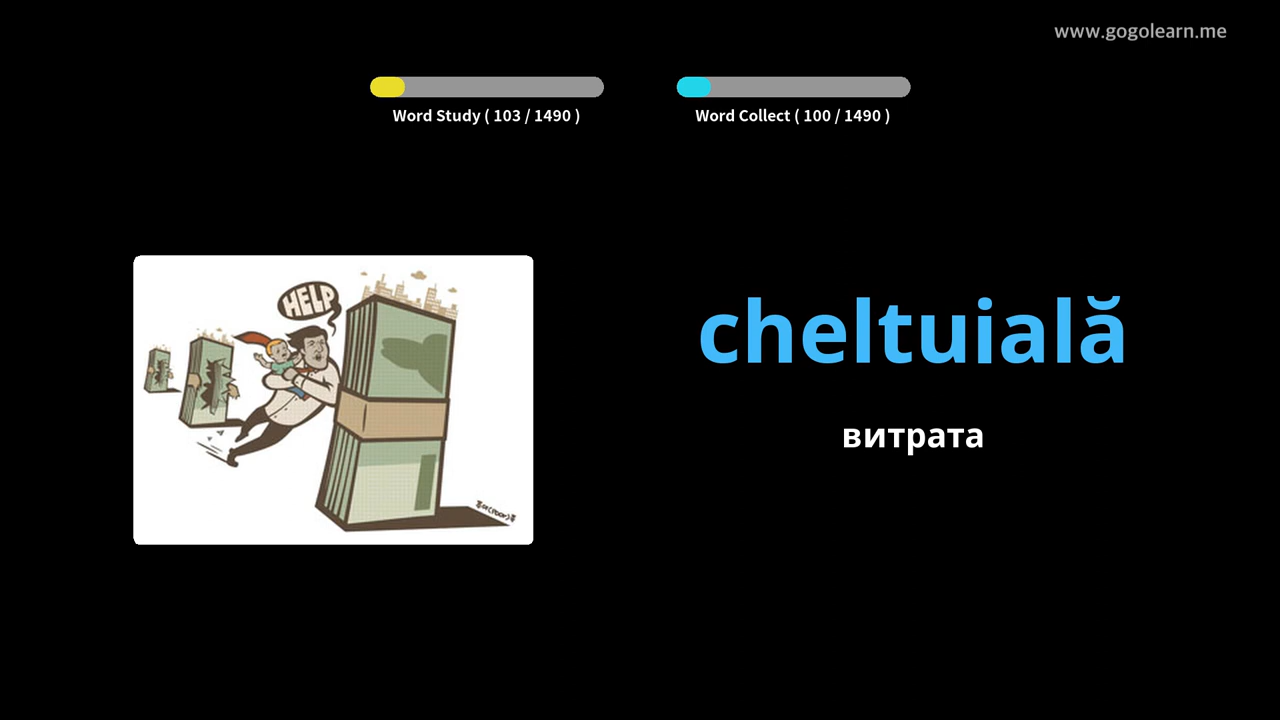 www.gogolearn.me
Word Study ( 103 / 1490 )
Word Collect ( 100 / 1490 )
HELP
cheltuială
витрата